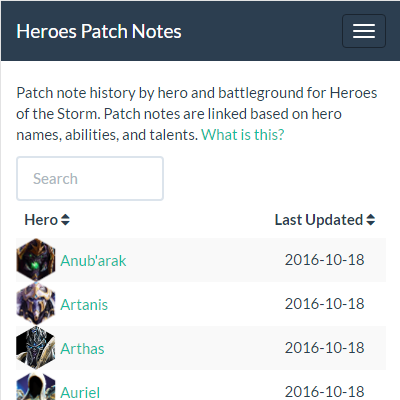 Heroes Patch Notes
Patch note history by hero and battleground for Heroes
of the Storm. Patch notes are linked based on hero
names, abilities, and talents. What is this?
Search
Hero Last Updated
Anub'arak 2016-10-18
Artanis 2016-10-18
Arthas 2016-10-18
Auriel 2016-10-18